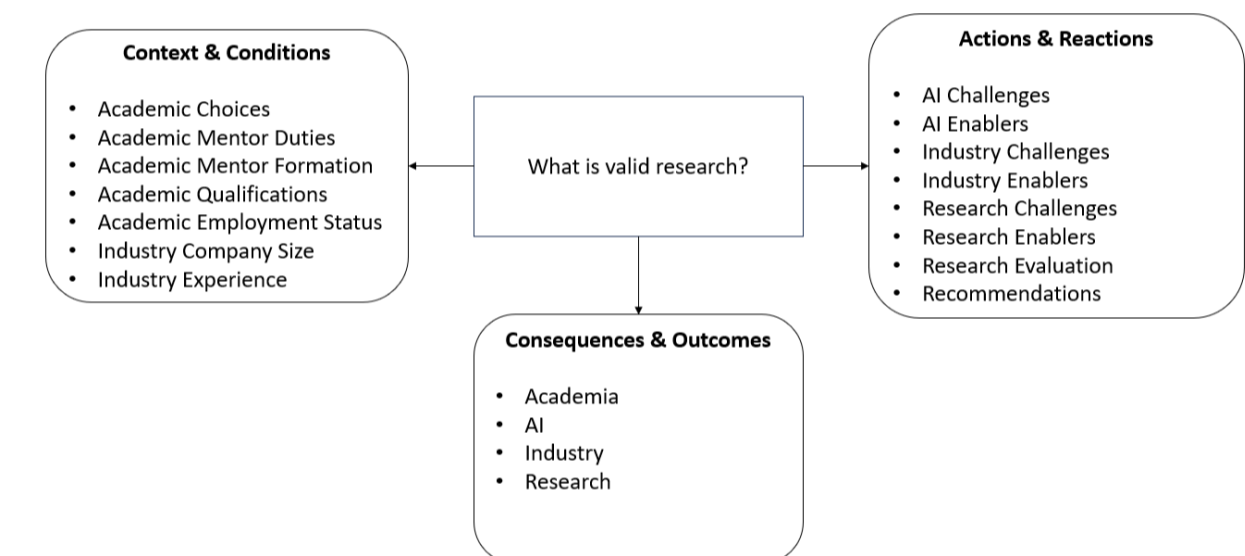 Context & Conditions
• Academic Choices
• Academic Mentor Duties
• Academic Mentor Formation
• Academic Qualifications
• Academic Employment Status
• Industry Company Size
• Industry Experience
What is valid research?
Actions & Reactions
• AI Challenges
• AI Enablers
• Industry Challenges
• Industry Enablers
• Research Challenges
• Research Enablers
• Research Evaluation
• Recommendations
Consequences & Outcomes
• Academia
• AI
• Industry
• Research